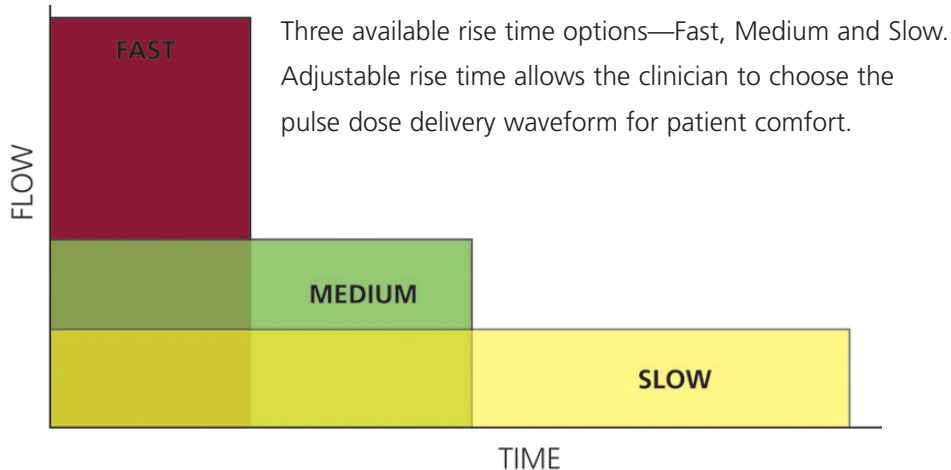 Three available rise time options—Fast, Medium and Slow.
Adjustable rise time allows the clinician to choose the
pulse dose delivery waveform for patient comfort.
FAST
FLOW
MEDIUM
SLOW
TIME